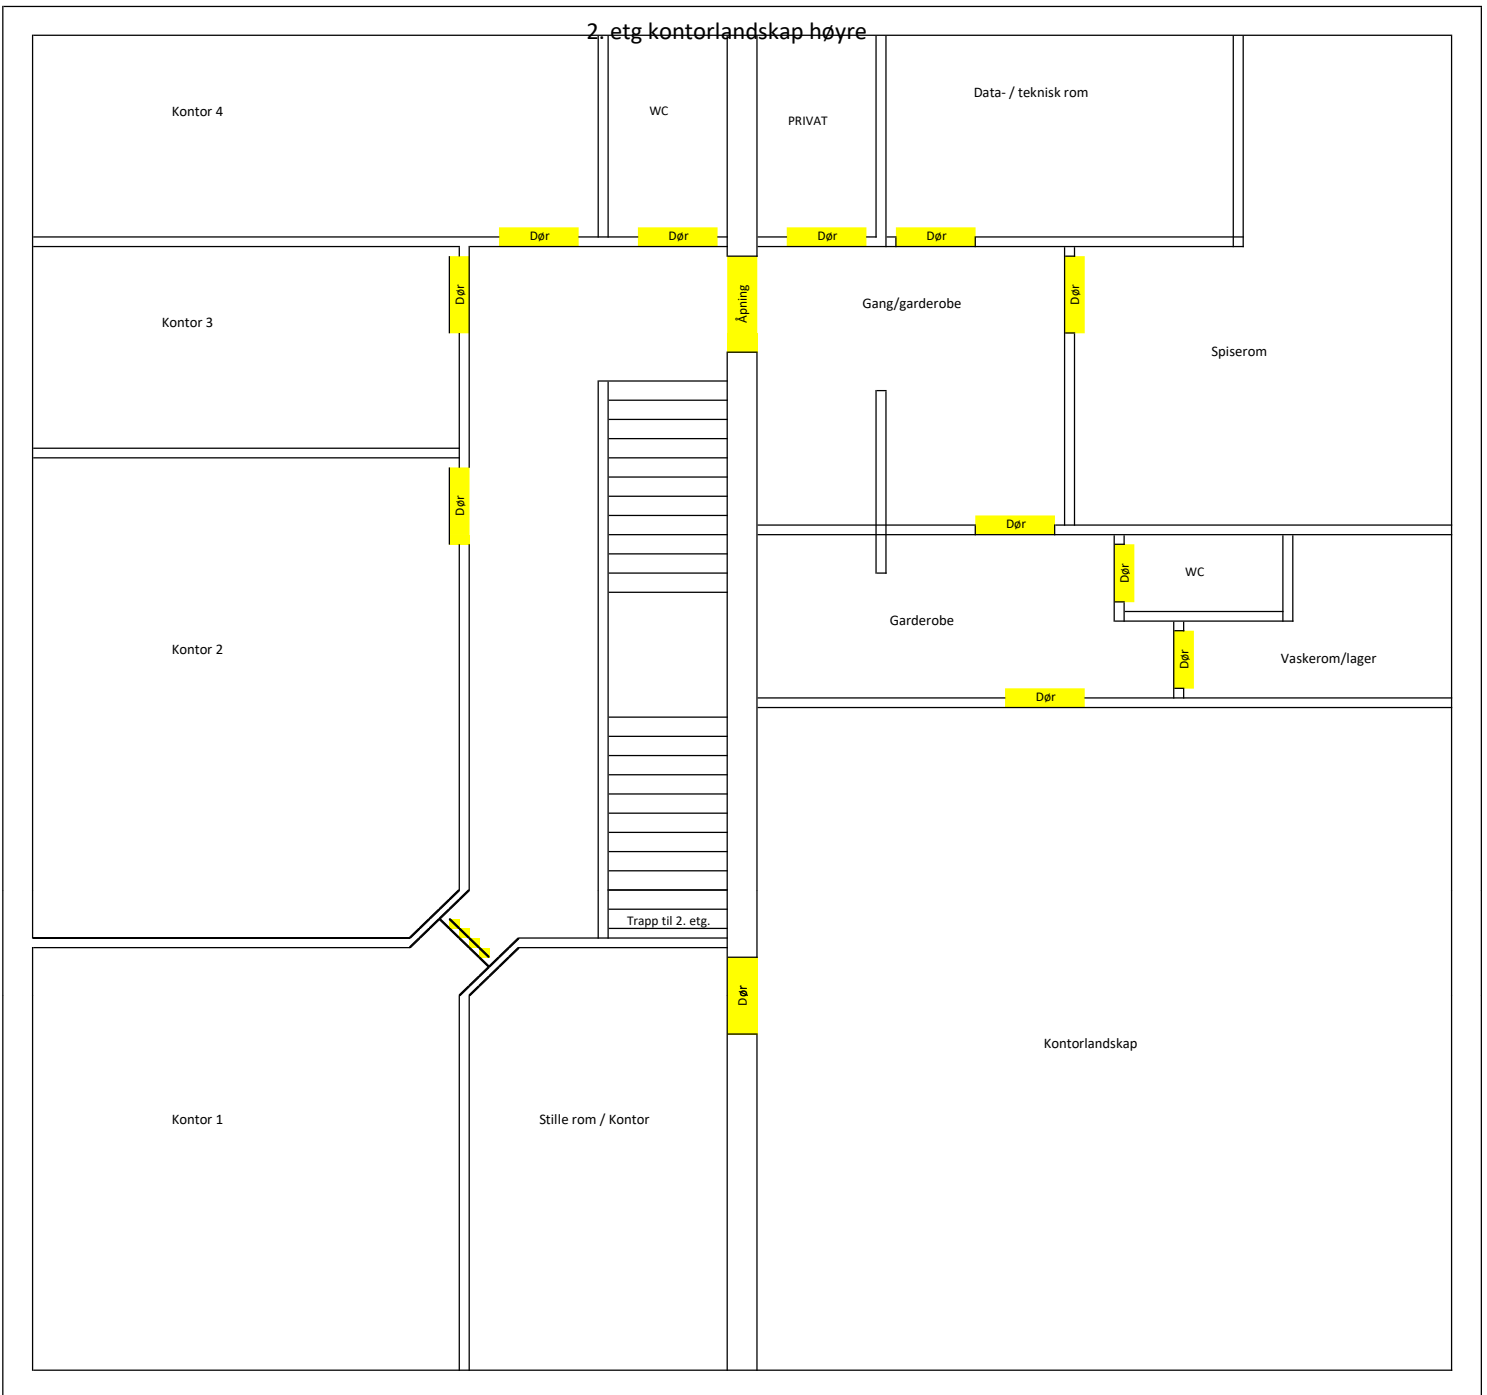 2. etg kontorlandskap høyre
Kontor 4
WC
PRIVAT
Data- / teknisk rom
Dør
Dør
Dør
Dør
Dør
Åpning
Gang/garderobe
Dør
Kontor 3
Spiserom
Dør
Dør
Dør
WC
Garderobe
Kontor 2
Dør
Vaskerom/lager
Dør
Trapp til 2. etg.
Dør
Kontorlandskap
Kontor 1
Stille rom / Kontor